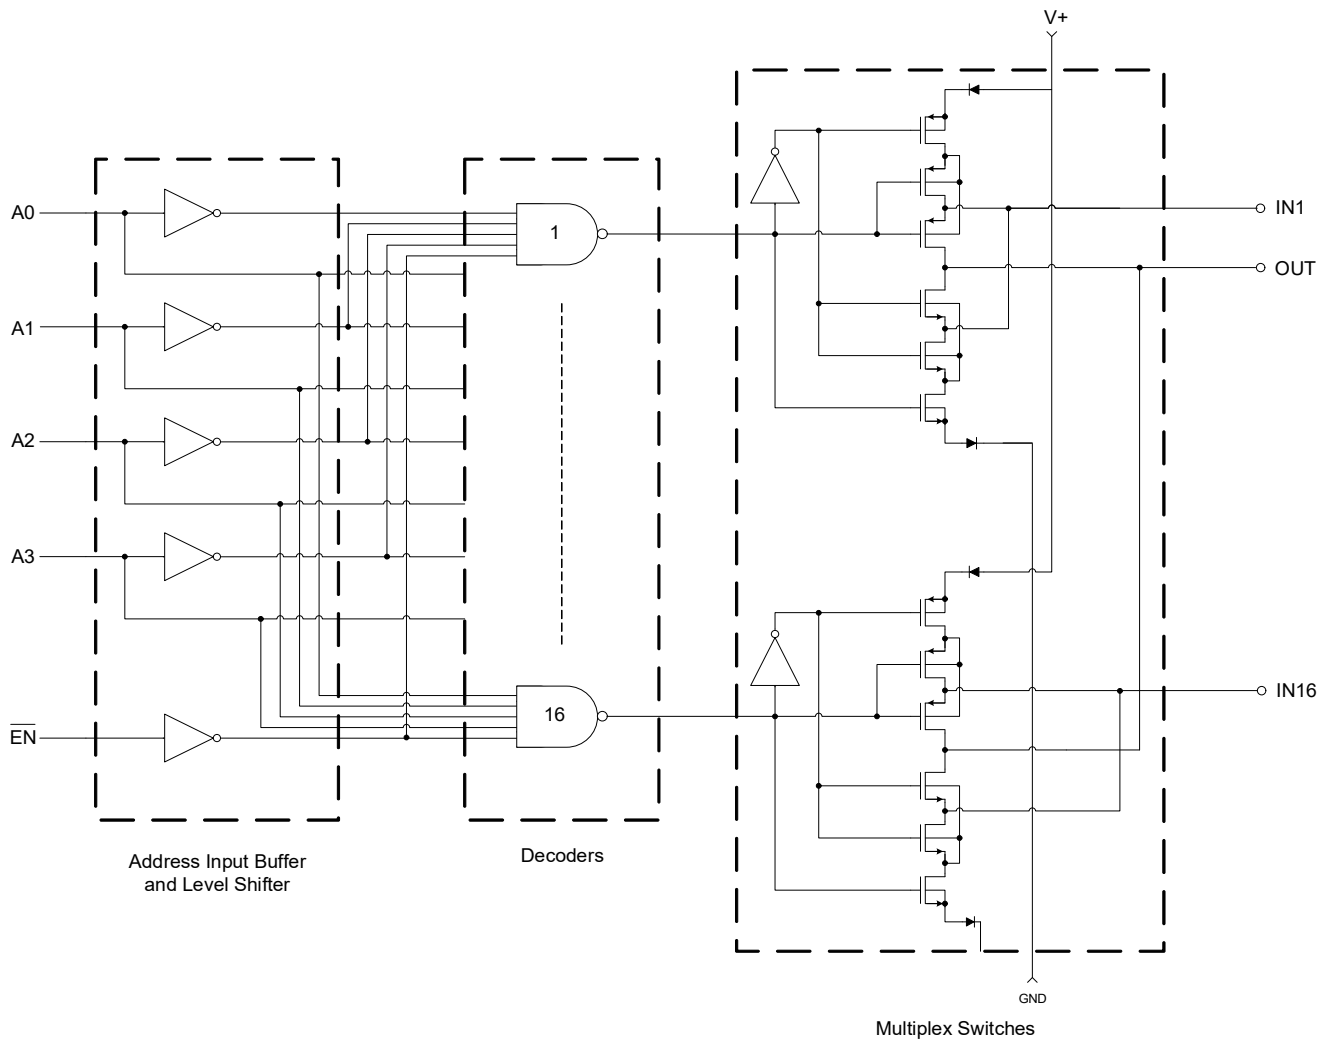 V+
A0
1
IN1
OUT
A1
A2
A3
IN16
16
E̅N̅
Address Input Buffer
and Level Shifter
Decoders
GND
Multiplex Switches